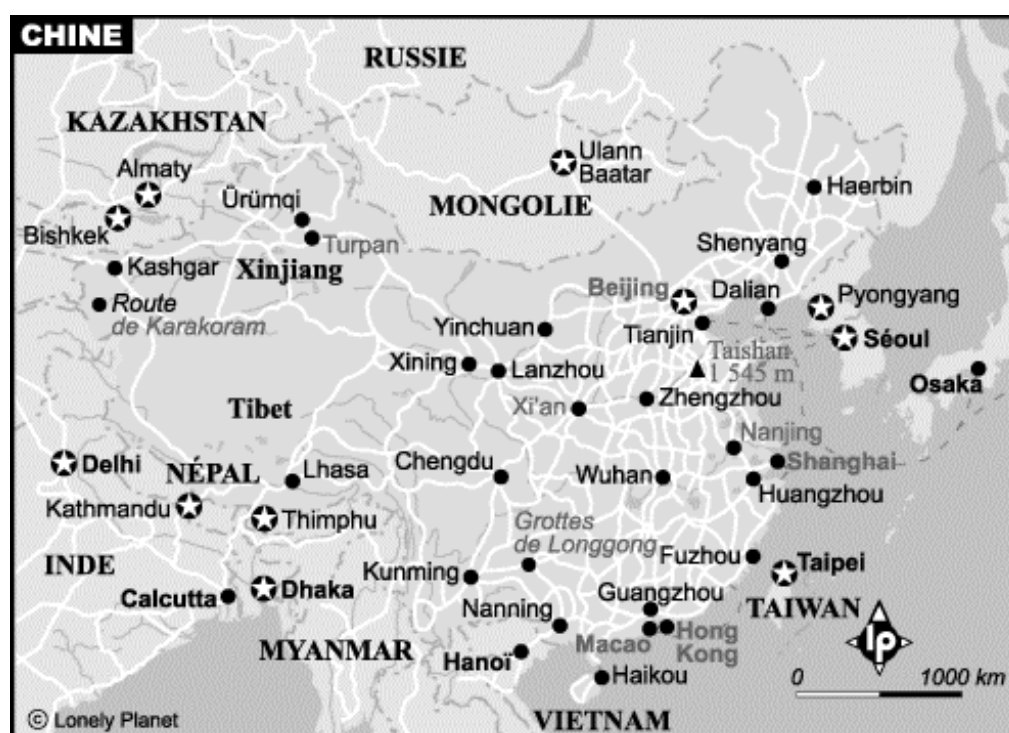 CHINE
RUSSIE
KAZAKHSTAN
Almaty
Ulann
Baatar
Ürümqi
MONGOLIE
Haerbin
Bishkek
Turpan
Shenyang
Kashgar
Xinjiang
Beijing
Dalian
Pyongyang
Route
de Karakoram
Yinchuan
Tianjin
Séoul
Taishan
1 545 m
Xining
Lanzhou
Osaka
Xi'an
Zhengzhou
Tibet
Nanjing
Delhi
NÉPAL
Lhasa
Chengdu
Wuhan
Shanghai
Huangzhou
Kathmandu
Thimphu
Grottes
de Longgong
Fuzhou
Taipei
INDE
Kunming
Calcutta
Dhaka
Guangzhou
TAIWAN
Nanning
MYANMAR
Hanoï
Macao
Hong
Kong
lp
Haikou
0 1000 km
© Lonely Planet
VIETNAM